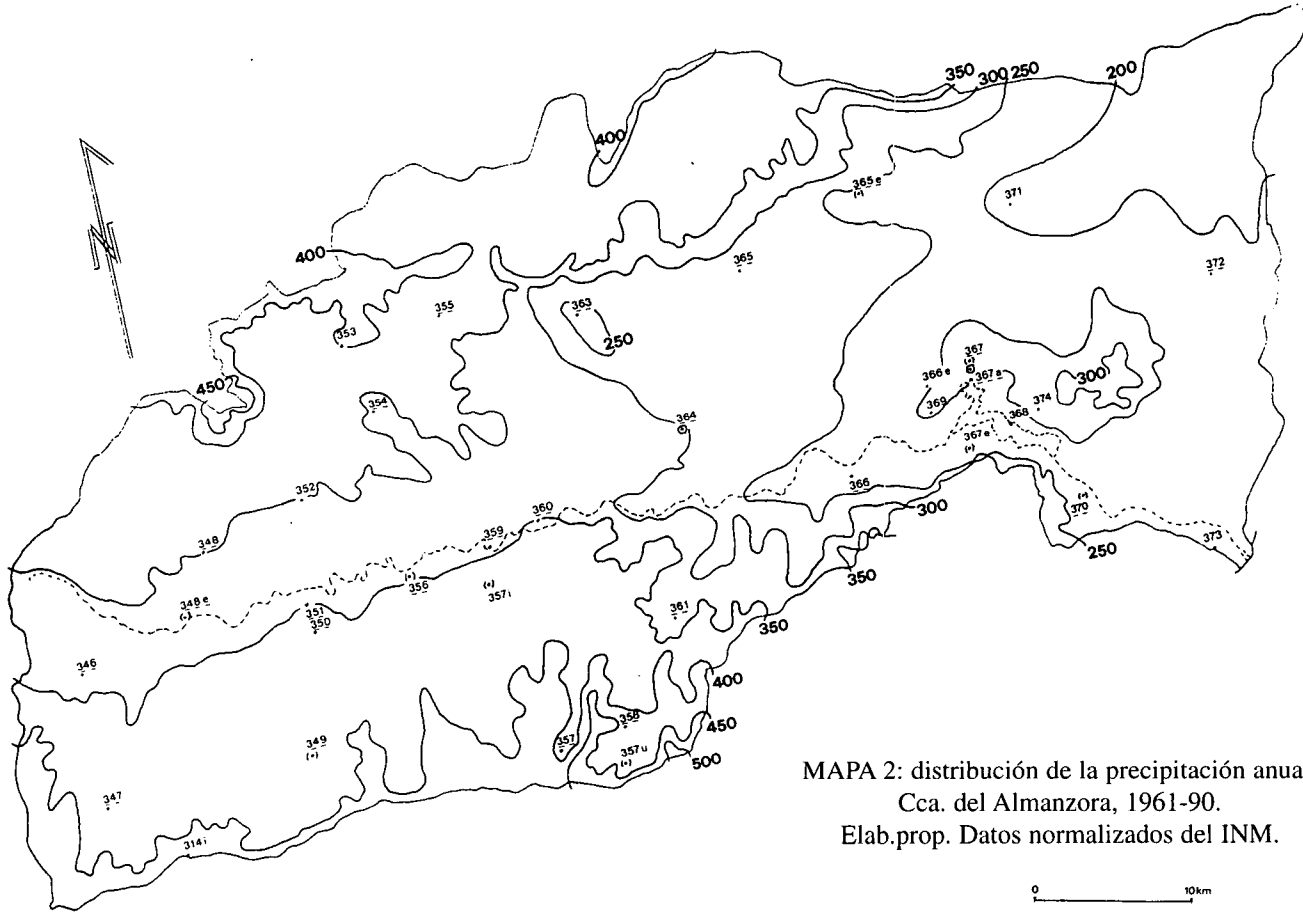 350 300 250 200
400
365 e
371
400
365
372
355
363
353
250
367
450
366 e
367 a
300
354
369
374
364
368
367 e
352
366
360
300
370
359
348
250
373
356
357 i
350
348 e
351
361
350
350
346
400
358
450
349
357
357 u
500
347
314 i
MAPA 2: distribución de la precipitación anua
Cca. del Almanzora, 1961-90.
Elab.prop. Datos normalizados del INM.
0 10km
N